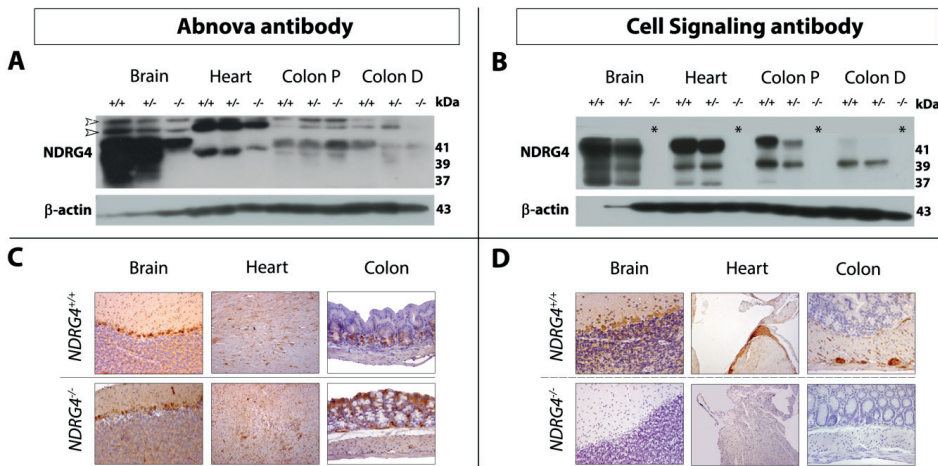 Abnova antibody
Cell Signaling antibody
A
Brain Heart Colon P Colon D
+/+ +/- -/- +/+ +/- -/- +/+ +/- -/- +/+ +/- -/- kDa
NDRG4
41
39
37
β-actin 43
B
Brain Heart Colon P Colon D
+/+ +/- -/- +/+ +/- -/- +/+ +/- -/- +/+ +/- -/- kDa
* * * *
NDRG4
41
39
37
β-actin 43
C
Brain Heart Colon
NDRG4+/+
NDRG4-/-
D
Brain Heart Colon
NDRG4+/+
NDRG4-/-